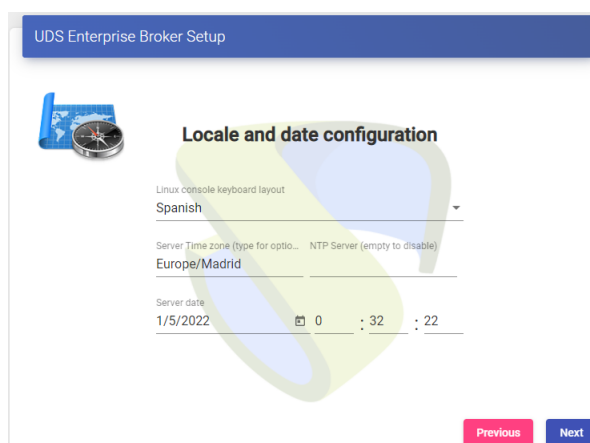 UDS Enterprise Broker Setup
Locale and date configuration
Linux console keyboard layout
Spanish
Server Time zone (type for optio... NTP Server (empty to disable)
Europe/Madrid
Server date
1/5/2022 0 : 32 : 22
Previous Next